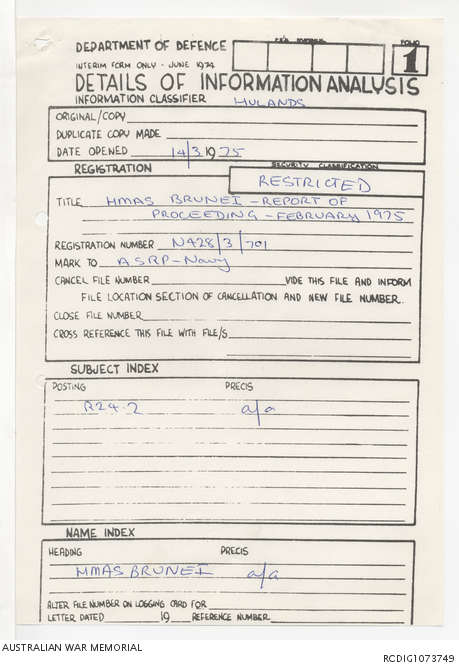 DEPARTMENT OF DEFENCE
FOLIO
1
INTERIM FORM ONLY - JUNE 1974
DETAILS OF INFORMATION ANALYSIS
INFORMATION CLASSIFIER HULANDS
ORIGINAL/COPY
DUPLICATE COPY MADE
DATE OPENED 14/3 1975
REGISTRATION
SECURITY CLASSIFICATION
RESTRICTED
TITLE HMAS BRUNEI - REPORT OF
PROCEEDING - FEBRUARY 1975
REGISTRATION NUMBER N428/3/701
MARK TO ASRP-Navy
CANCEL FILE NUMBER VIDE THIS FILE AND INFORM
FILE LOCATION SECTION OF CANCELLATION AND NEW FILE NUMBER.
CLOSE FILE NUMBER
CROSS REFERENCE THIS FILE WITH FILE/S
SUBJECT INDEX
POSTING PRECIS
R24.2 a/a
NAME INDEX
HEADING PRECIS
HMAS BRUNEI a/a
ALTER FILE NUMBER ON LOGGING CARD FOR
LETTER DATED 19 REFERENCE NUMBER
AUSTRALIAN WAR MEMORIAL RCDIG1073749